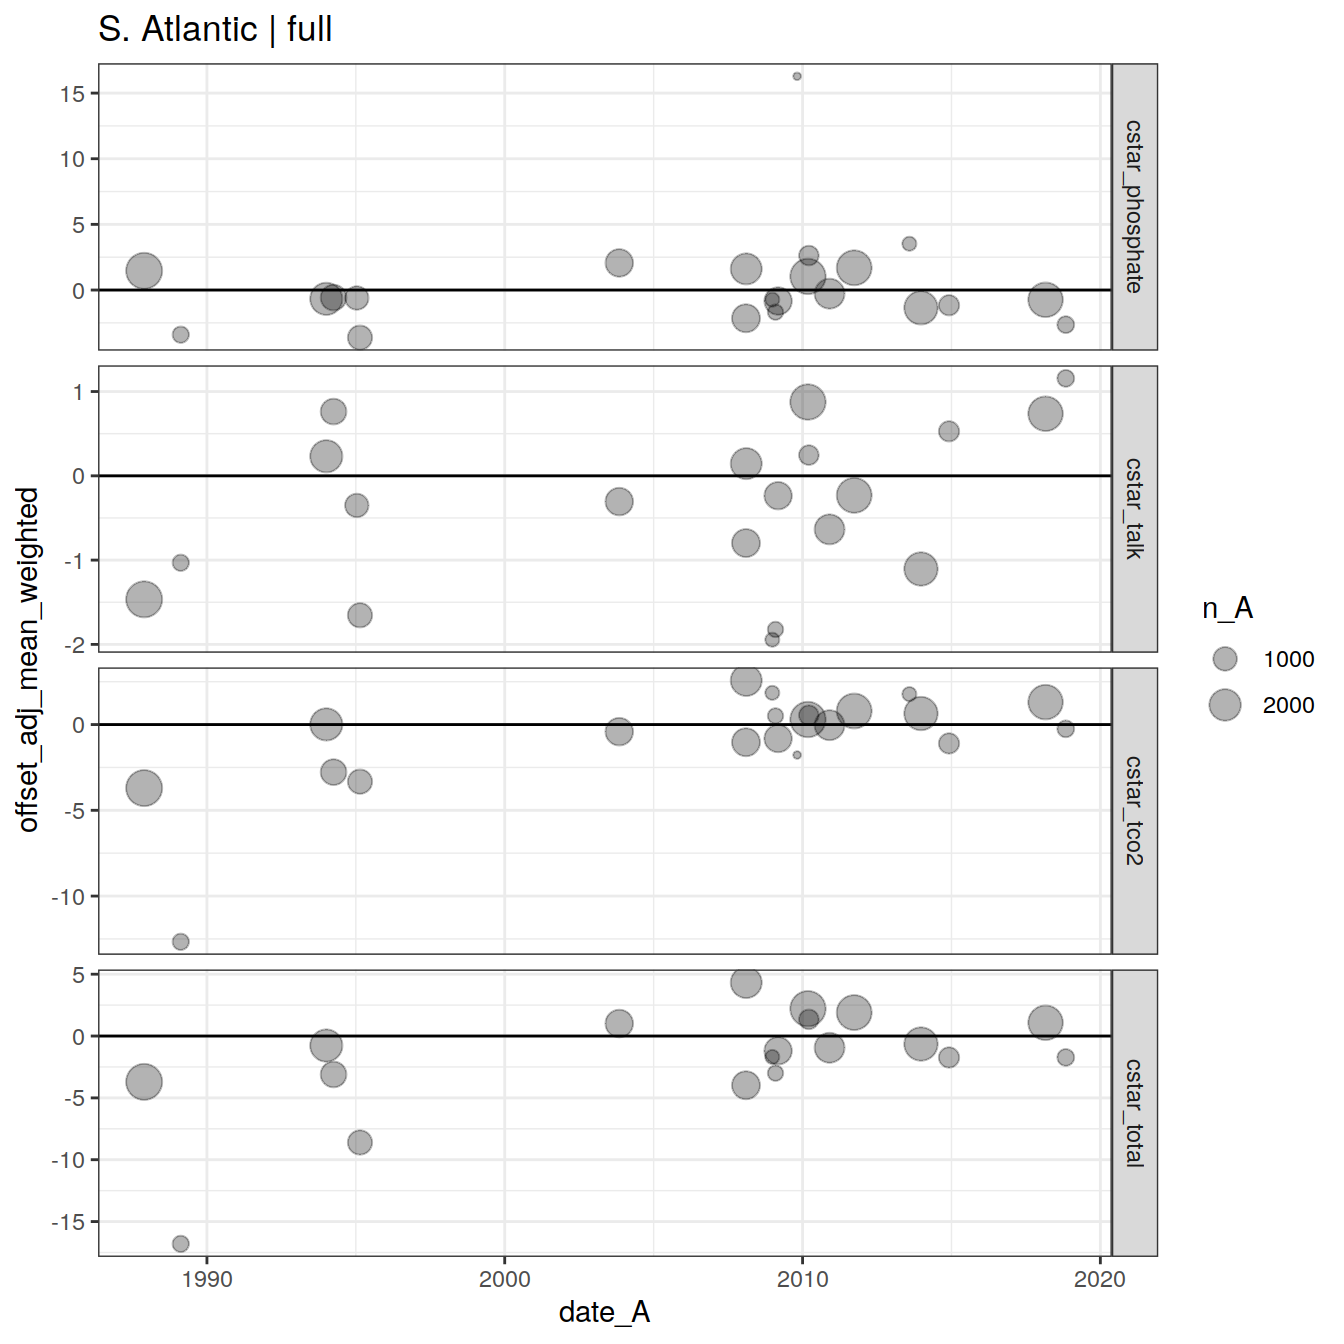 S. Atlantic | full
offset_adj_mean_weighted
15
10
5
0
cstar_phosphate
1
0
-1
-2
cstar_talk
0
-5
-10
cstar_tco2
5
0
-5
-10
-15
cstar_total
1990
2000
2010
2020
date_A
n_A
1000
2000